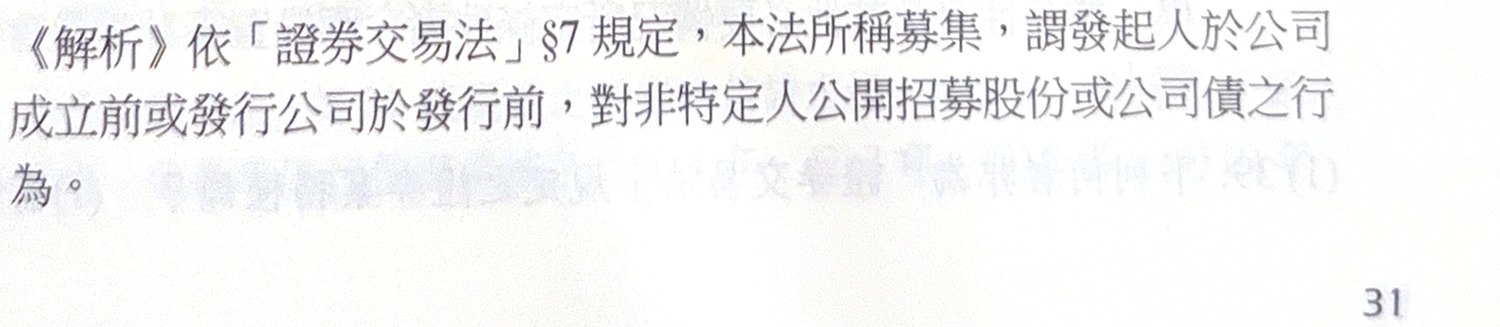 《解析》依「證券交易法」§7 規定，本法所稱募集，謂發起人於公司
成立前或發行公司於發行前，對非特定人公開招募股份或公司債之行
為。
31